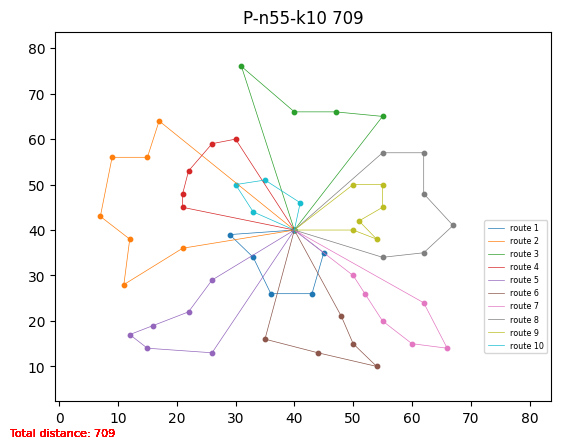 P-n55-k10 709
80
70
60
50
40
30
20
10
0 10 20 30 40 50 60 70 80
route 1
route 2
route 3
route 4
route 5
route 6
route 7
route 8
route 9
route 10
Total distance: 709